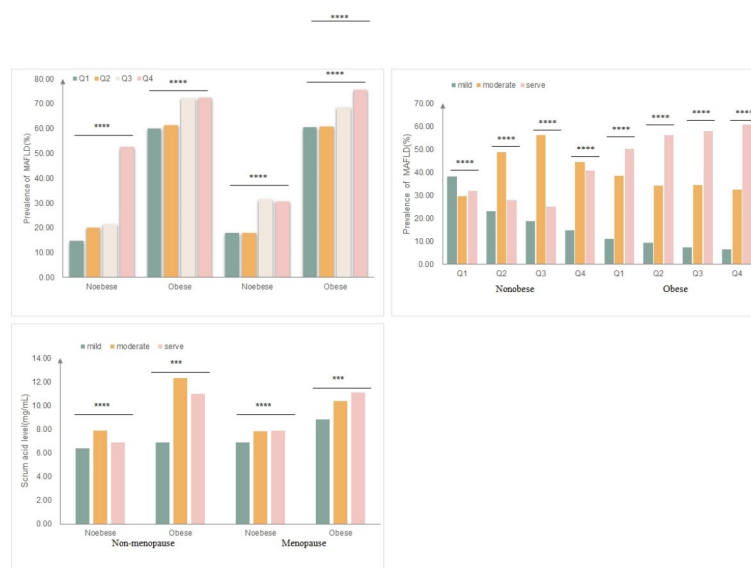 ****
Q1 Q2 Q3 Q4
80.00
70.00
60.00
50.00
40.00
30.00
20.00
10.00
0.00
Prevalence of MAFLD(%)
****
****
****
****
Noebese
Obese
Noebese
Obese
mild moderate serve
70.00
60.00
50.00
40.00
30.00
20.00
10.00
0.00
Prevalence of MAFLD(%)
****
****
****
****
****
****
****
****
Q1 Q2 Q3 Q4 Q1 Q2 Q3 Q4
Nonobese
Obese
mild moderate serve
14.00
12.00
10.00
8.00
6.00
4.00
2.00
0.00
Scrum acid level(mg/mL)
****
***
****
***
Noebese
Obese
Noebese
Obese
Non-menopause
Menopause